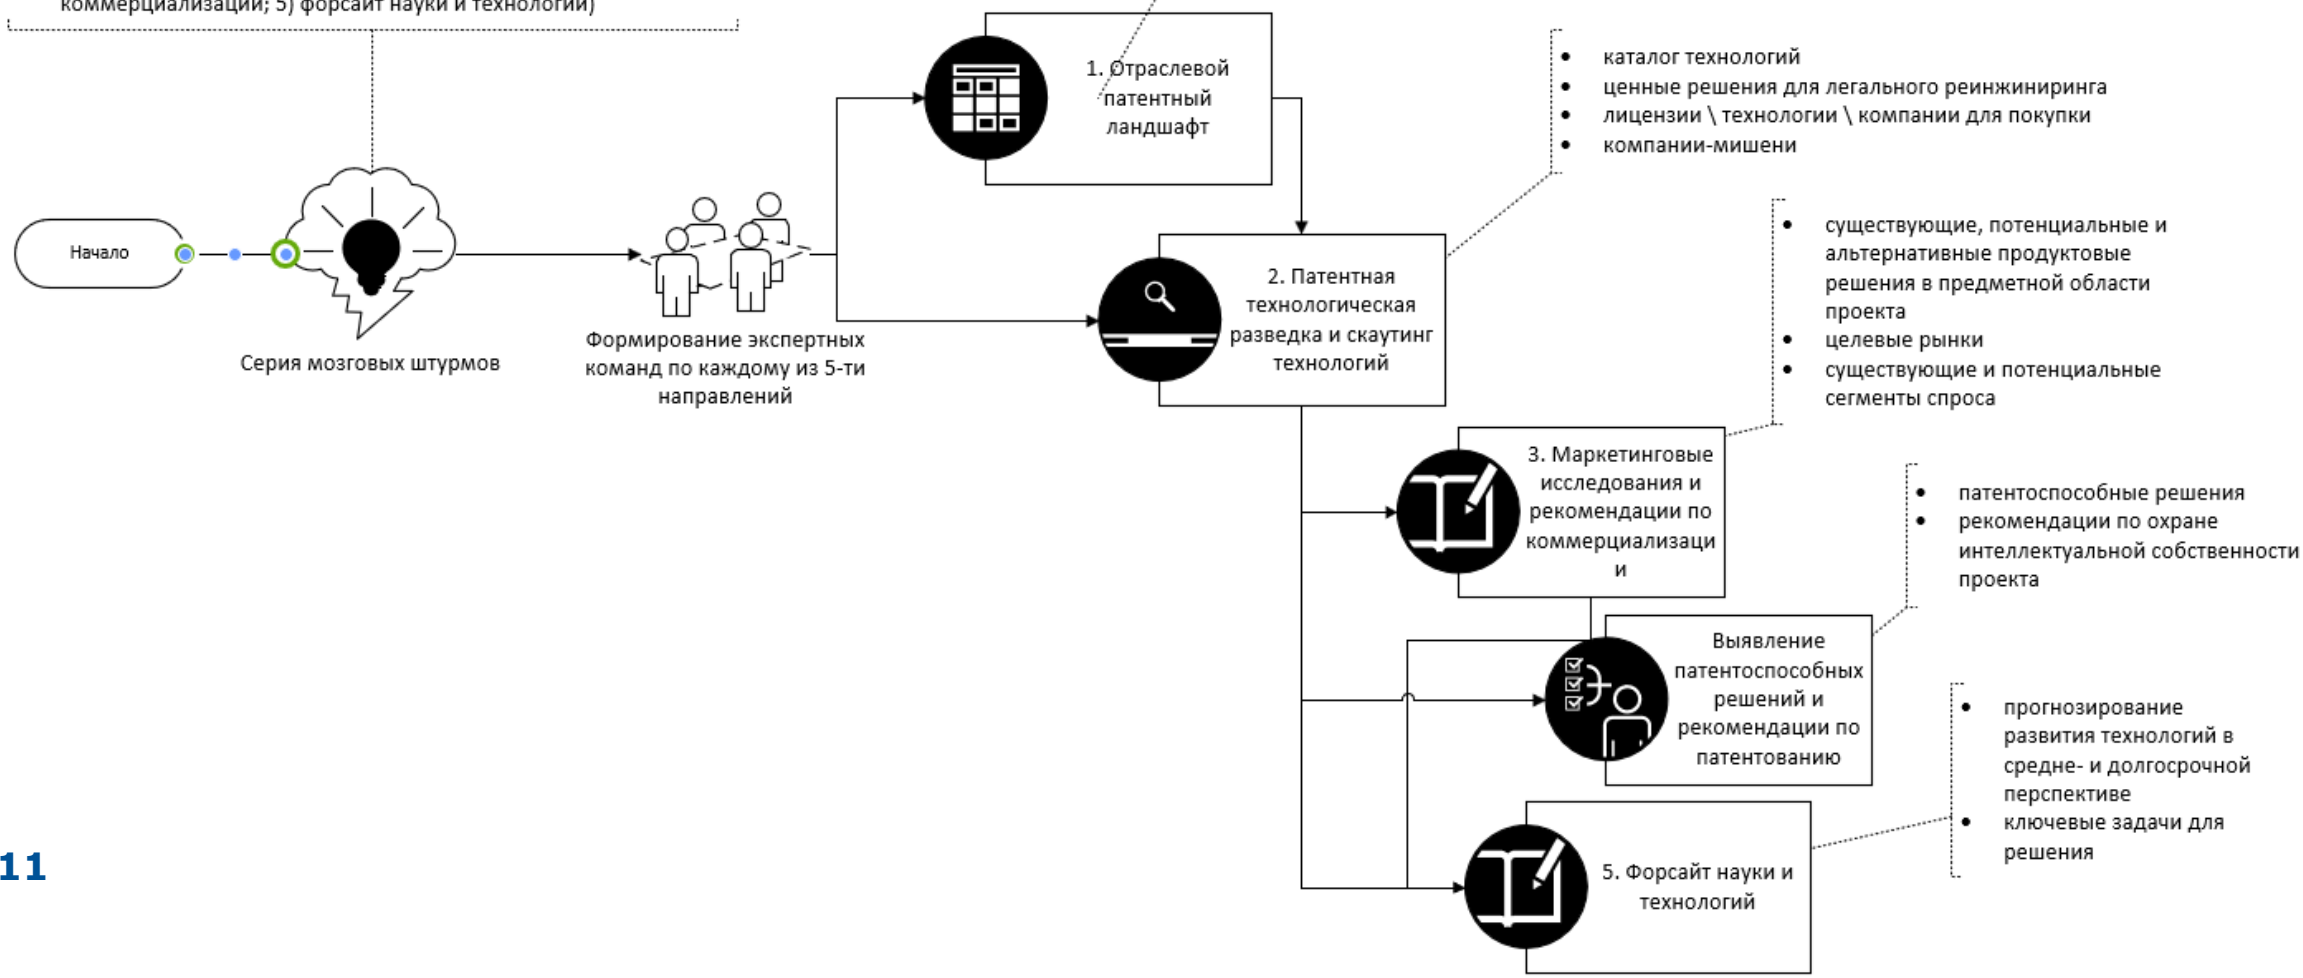 коммерциализации; 5) форсайт науки и технологий)
Начало
Серия мозговых штурмов
Формирование экспертных
команд по каждому из 5-ти
направлений
1. Отраслевой
патентный
ландшафт
2. Патентная
технологическая
разведка и скаутинг
технологий
• каталог технологий
• ценные решения для легального реинжиниринга
• лицензии \ технологии \ компании для покупки
• компании-мишени
• существующие, потенциальные и
альтернативные продуктовые
решения в предметной области
проекта
• целевые рынки
• существующие и потенциальные
сегменты спроса
3. Маркетинговые
исследования и
рекомендации по
коммерциализаци
и
• патентоспособные решения
• рекомендации по охране
интеллектуальной собственности
проекта
Выявление
патентоспособных
решений и
рекомендации по
патентованию
• прогнозирование
развития технологий в
средне- и долгосрочной
перспективе
• ключевые задачи для
решения
5. Форсайт науки и
технологий
11